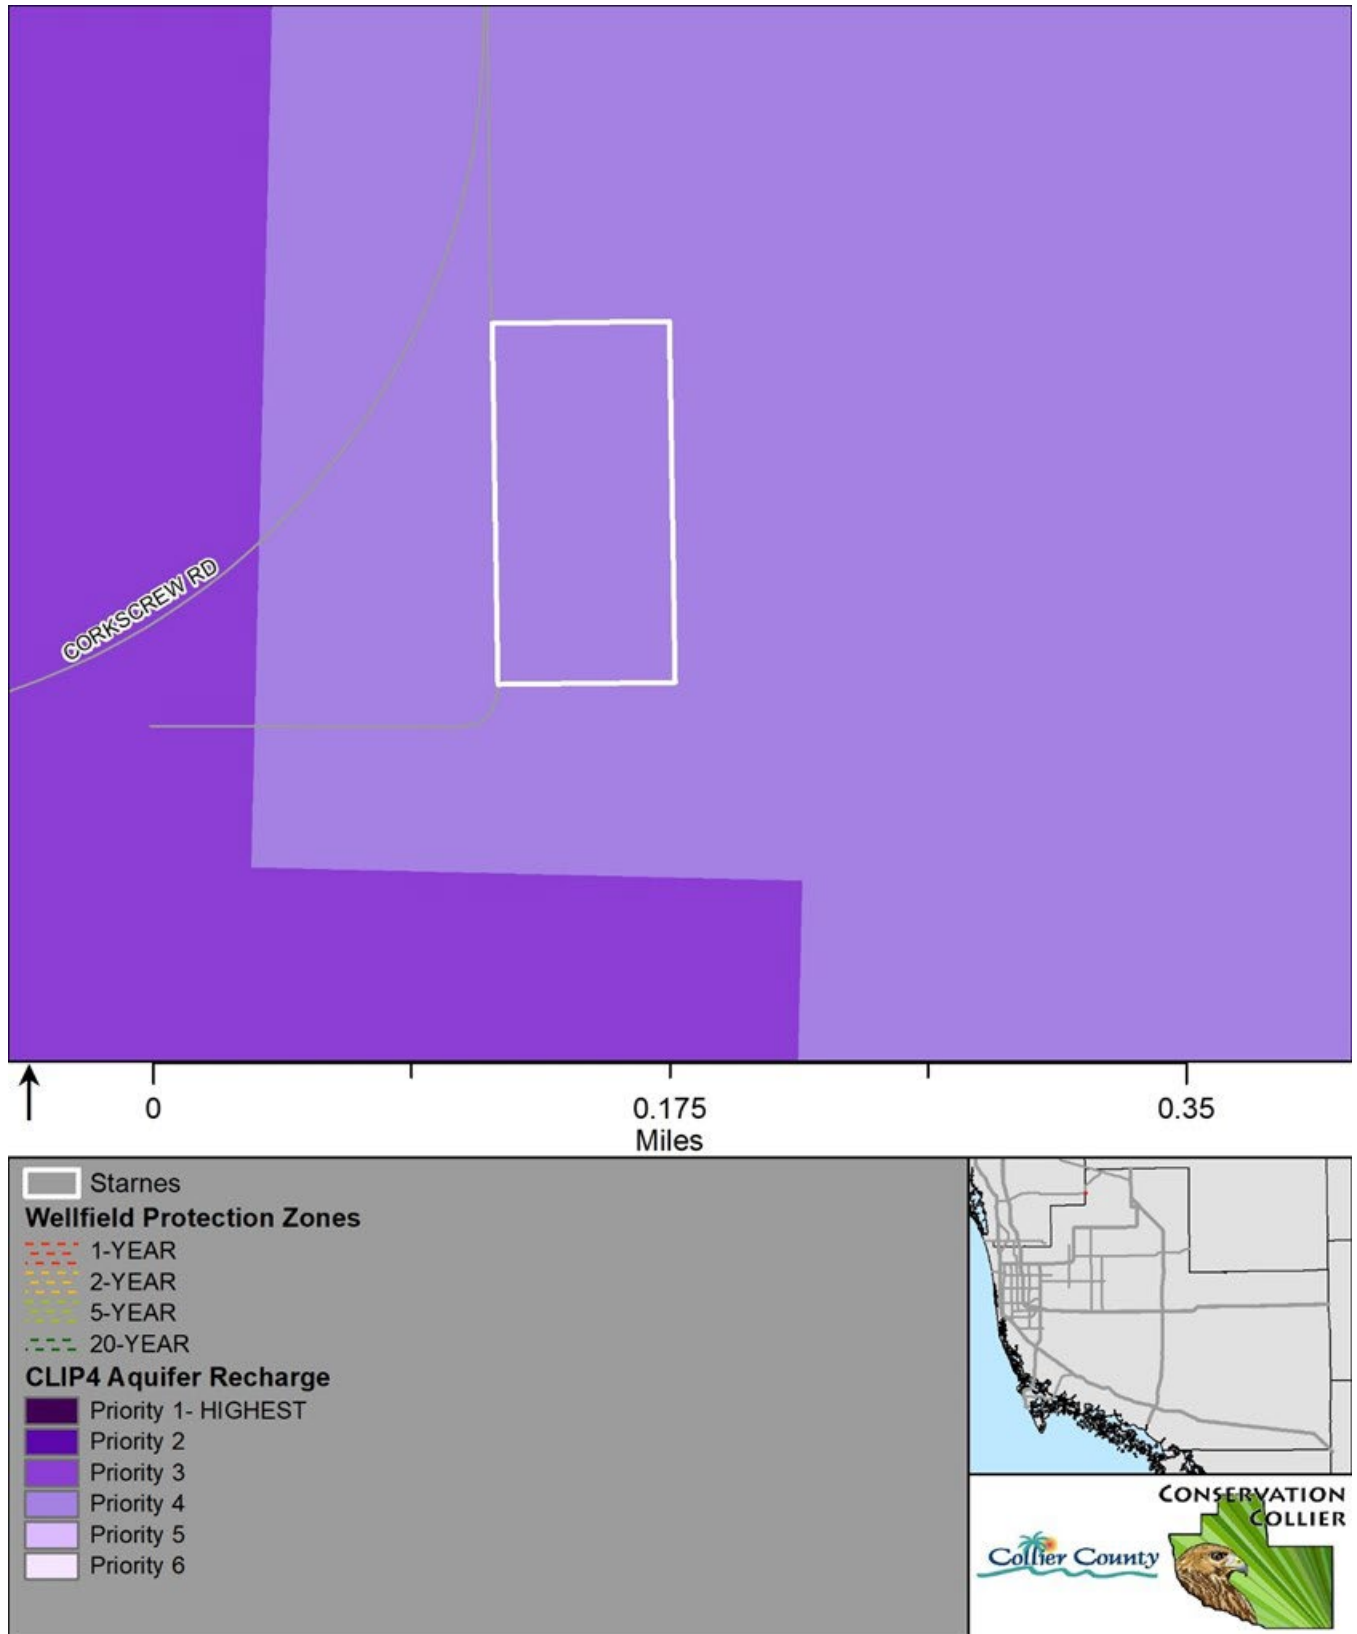 CORKSCREW RD
0
0.175
0.35
Miles
Starnes
Wellfield Protection Zones
1-YEAR
2-YEAR
5-YEAR
20-YEAR
CLIP4 Aquifer Recharge
Priority 1- HIGHEST
Priority 2
Priority 3
Priority 4
Priority 5
Priority 6
CONSERVATION
COLLIER
Collier County